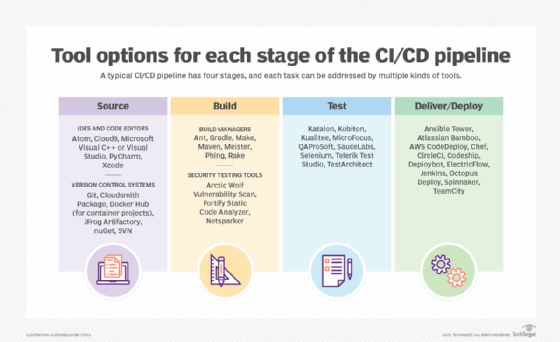 Tool options for each stage of the CI/CD pipeline
A typical CI/CD pipeline has four stages, and each task can be addressed by multiple kinds of tools.
Source
IDES AND CODE EDITORS
Atom, Cloud9, Microsoft
Visual C++ or Visual
Studio, PyCharm,
Xcode
VERSION CONTROL SYSTEMS
Git, Cloudsmith
Package, Docker Hub
(for container projects),
JFrog Artifactory,
nuGet, SVN
Build
BUILD MANAGERS
Ant, Gradle, Make,
Maven, Meister,
Phing, Rake
SECURITY TESTING TOOLS
Arctic Wolf
Vulnerability Scan,
Fortify Static
Code Analyzer,
Netsparker
Test
Katalon, Kobiton,
Kualitee, MicroFocus,
QAProSoft, SauceLabs,
Selenium, Telerik Test
Studio, TestArchitect
Deliver/Deploy
Ansible Tower,
Atlassian Bamboo,
AWS CodeDeploy, Chef,
CircleCI, Codeship,
Deploybot, ElectricFlow,
Jenkins, Octopus
Deploy, Spinnaker,
TeamCity
TECHTARGET. ALL RIGHTS RESERVED
TechTarget